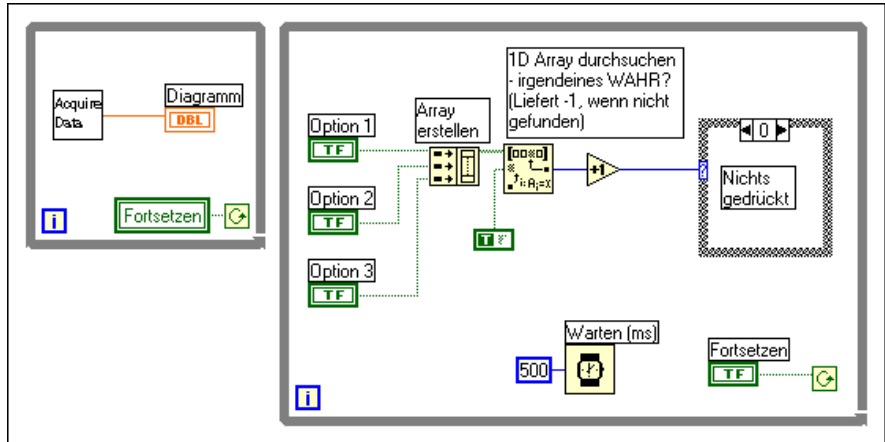 Acquire
Data
Diagramm
DBL
Fortsetzen
i
Option 1
TF
Option 2
TF
Option 3
TF
Array
erstellen
1D Array durchsuchen
- irgendeines WAHR?
(Liefert -1, wenn nicht
gefunden)
i:A¡=X
T
+1
?
0
Nichts
gedrückt
Warten (ms)
500
Fortsetzen
TF
i